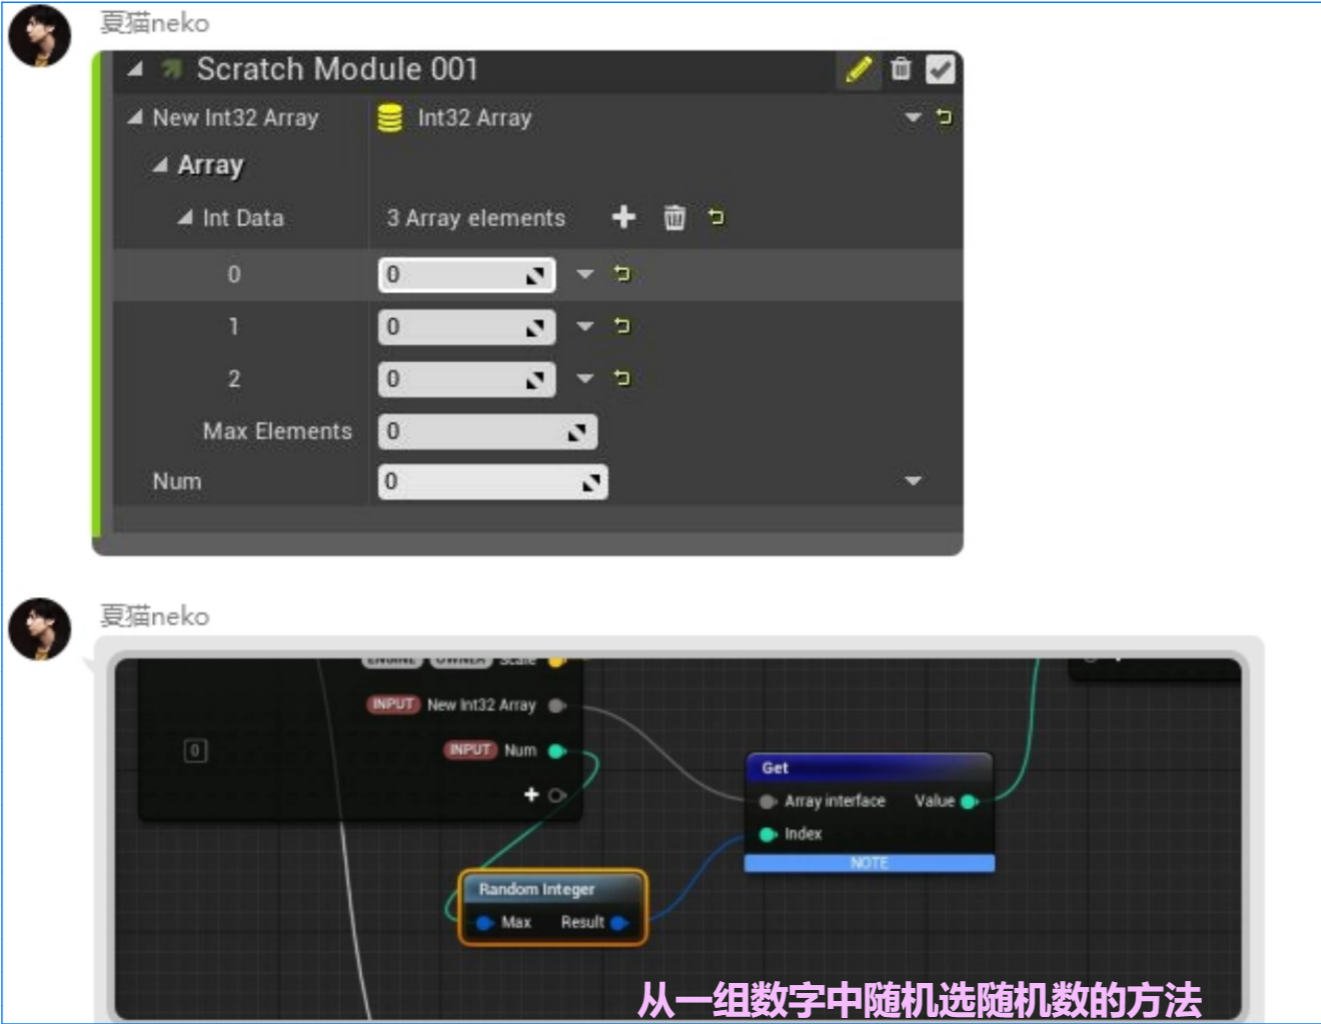 夏猫neko
Scratch Module 001
New Int32 Array Int32 Array
Array
Int Data 3 Array elements
0 0
1 0
2 0
Max Elements 0
Num 0
夏猫neko
ENGINE OWNER Scale
INPUT New Int32 Array
0 INPUT Num
Get
Array interface Value
Index
NOTE
Random Integer
Max Result
从一组数字中随机选随机数的方法